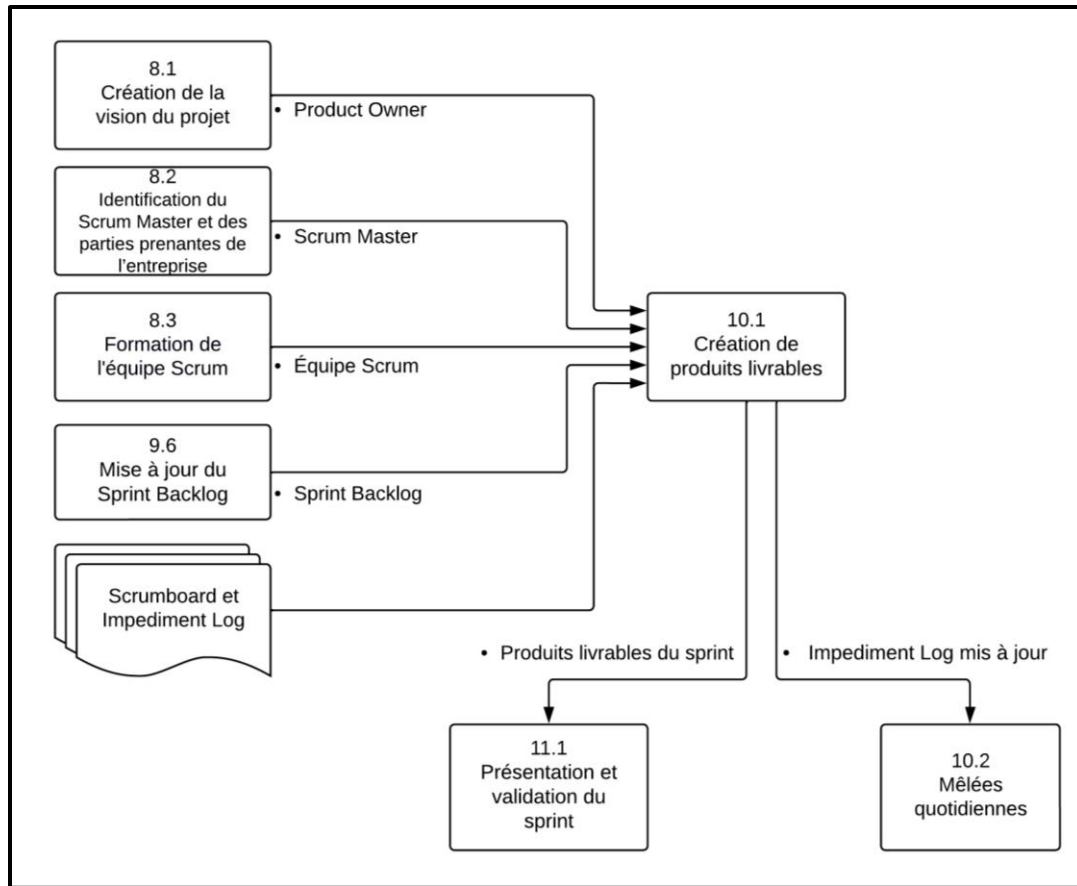 8.1
Création de la
vision du projet
• Product Owner
8.2
Identification du
Scrum Master et des
parties prenantes de
l’entreprise
• Scrum Master
8.3
Formation de
l'équipe Scrum
• Équipe Scrum
9.6
Mise à jour du
Sprint Backlog
• Sprint Backlog
Scrumboard et
Impediment Log
10.1
Création de
produits livrables
• Produits livrables du sprint
• Impediment Log mis à jour
11.1
Présentation et
validation du
sprint
10.2
Mêlées
quotidiennes